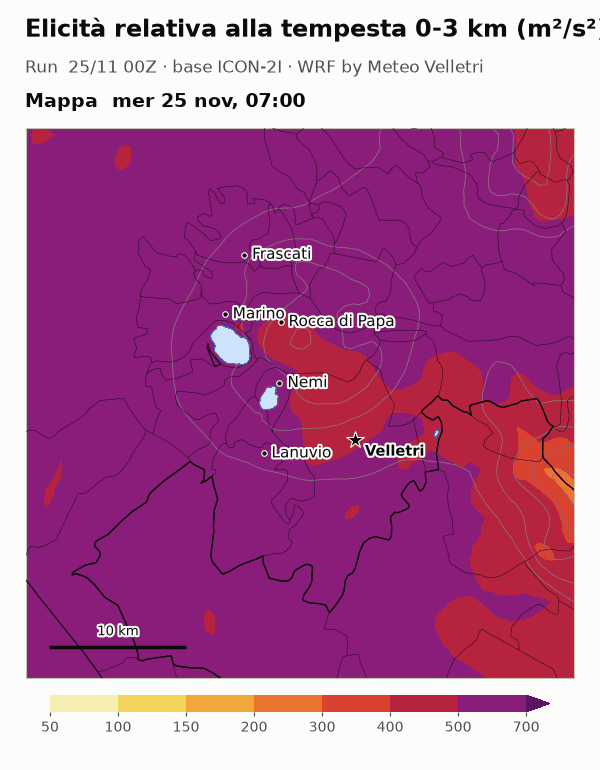 Elicità relativa alla tempesta 0-3 km (m²/s²)
Run 25/11 00Z · base ICON-2I · WRF by Meteo Velletri
Mappa mer 25 nov, 07:00
Frascati
Marino
Rocca di Papa
Nemi
Velletri
Lanuvio
10 km
50 100 150 200 300 400 500 700